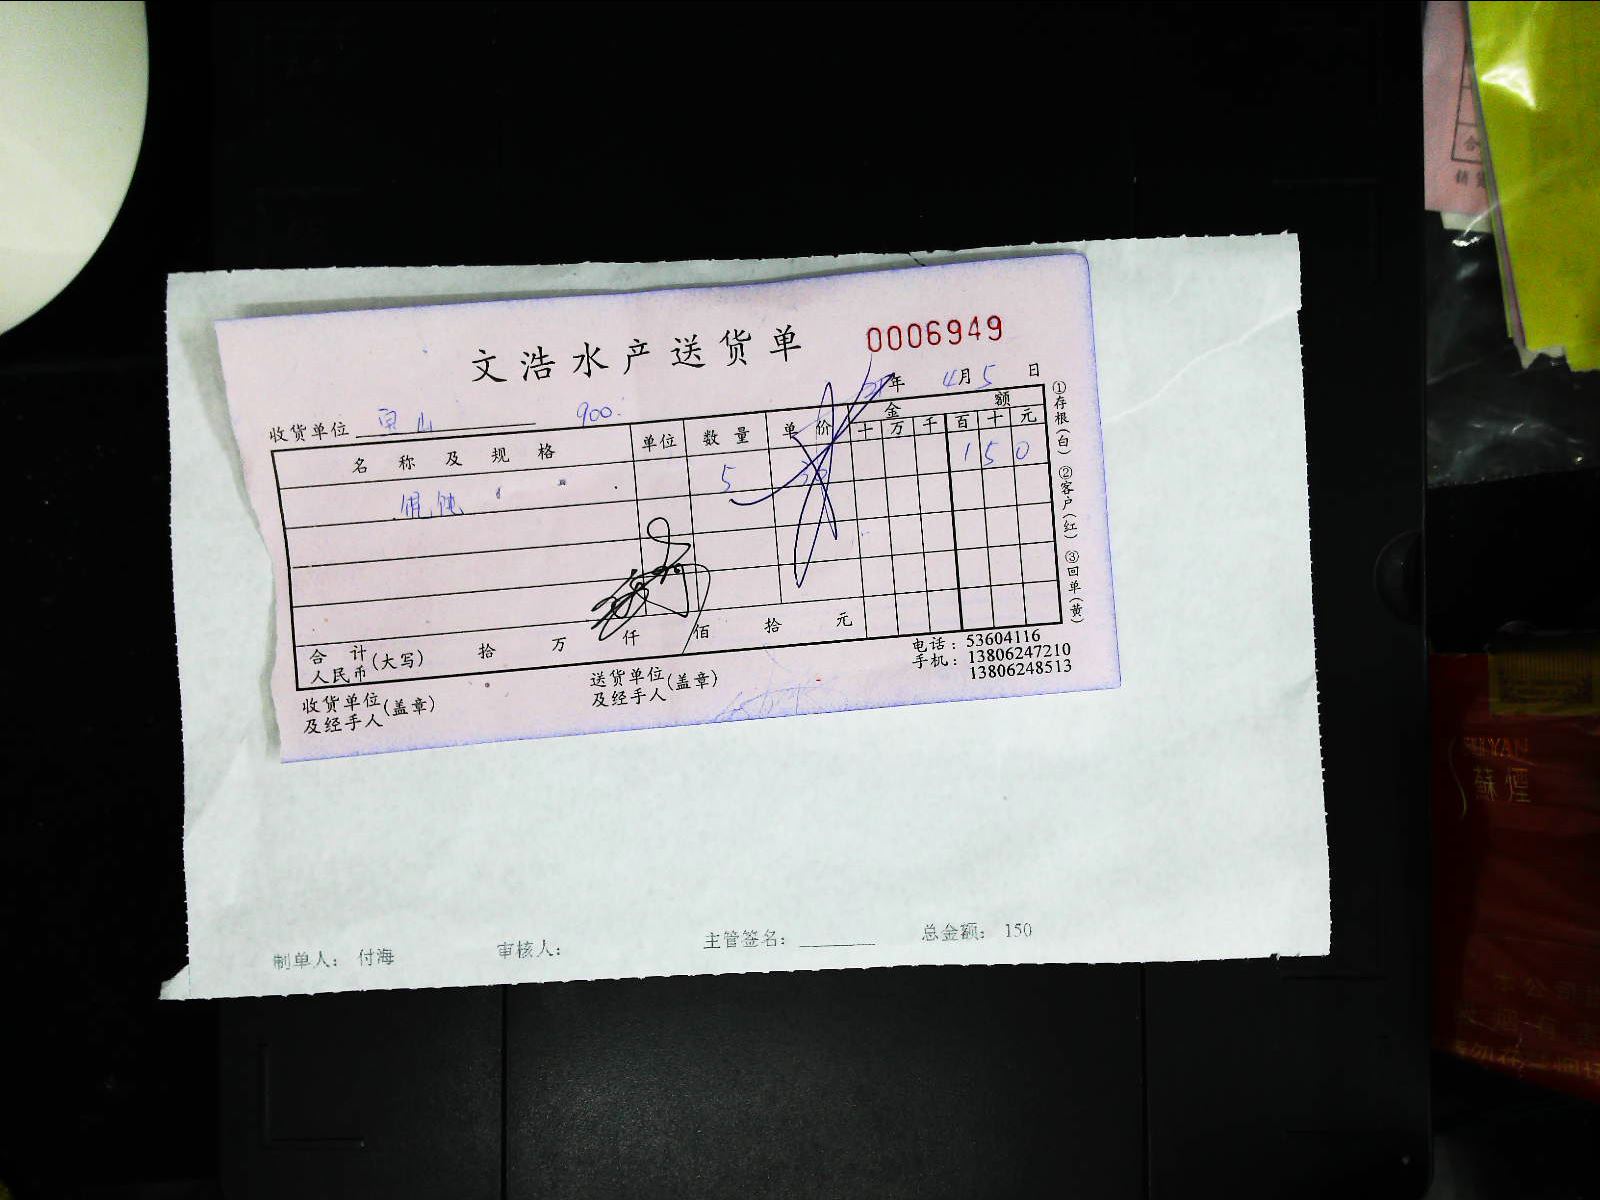 文浩水产送货单
0006949
年 4月5日
收货单位 900
名称及规格 单位 数量 单价 金额
十 万 千 百 十 元
5 150
合计
人民币(大写) 拾 万 仟 佰 拾 元
收货单位
及经手人(盖章)
送货单位
及经手人(盖章)
电话：53604116
手机：13806247210
13806248513
①存根(白) ②客户(红) ③回单(黄)
制单人： 付海 审核人： 主管签名： 总金额： 150
蘇煙